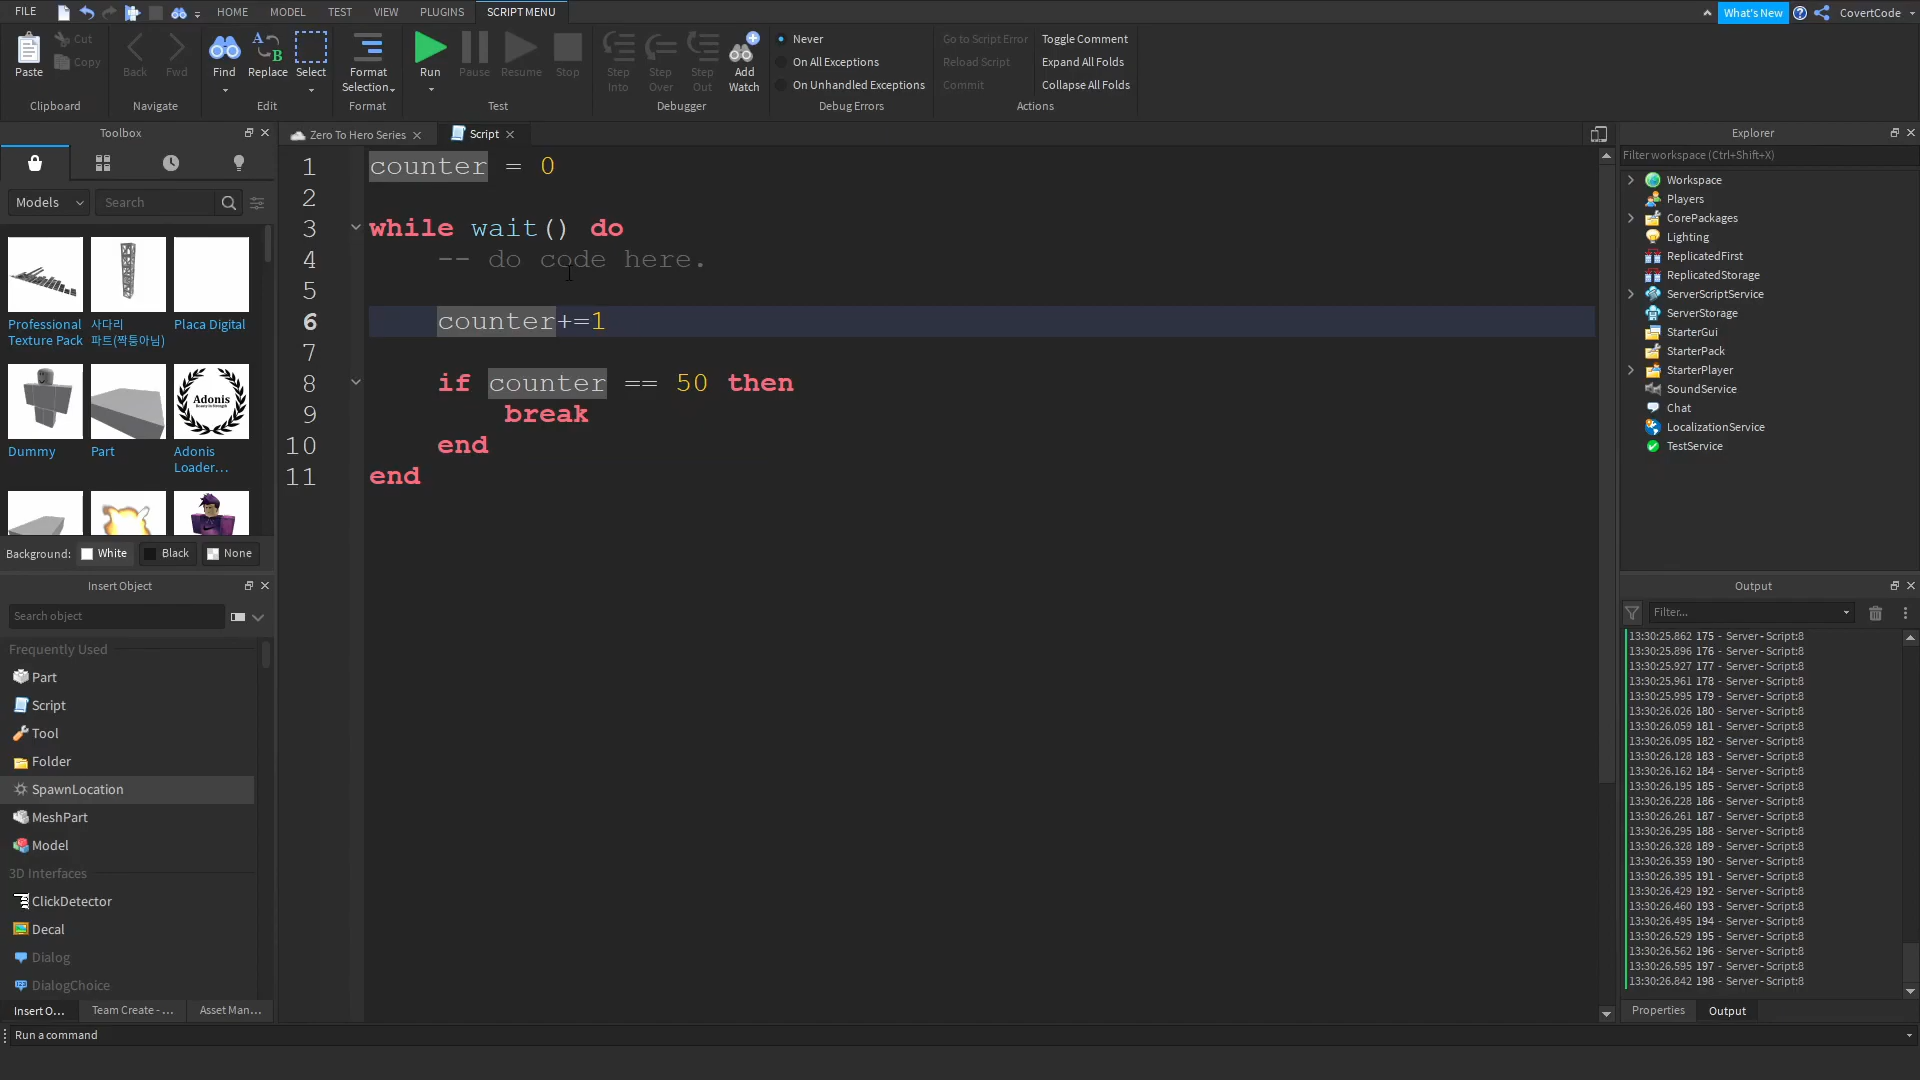 FILE
HOME
MODEL
TEST
VIEW
PLUGINS
SCRIPT MENU
What's New
CovertCode
Paste
Cut
Copy
Clipboard
Back
Fwd
Navigate
Find
Replace
Select
Edit
Format
Selection
Format
Run
Pause
Resume
Stop
Test
Step
Into
Step
Over
Step
Out
Add
Watch
Debugger
Never
On All Exceptions
On Unhandled Exceptions
Debug Errors
Go to Script Error
Reload Script
Commit
Toggle Comment
Expand All Folds
Collapse All Folds
Actions
Toolbox
Models
Search
Professional
Texture Pack
사다리
파트(짝퉁아님)
Placa Digital
Dummy
Part
Adonis
Adonis
Loader...
Background:
White
Black
None
Insert Object
Search object
Frequently Used
Part
Script
Tool
Folder
SpawnLocation
MeshPart
Model
3D Interfaces
ClickDetector
Decal
Dialog
DialogChoice
Insert O...
Team Create - ...
Asset Man...
Run a command
Zero To Hero Series
Script
1 counter = 0
2
3 while wait() do
4 -- do code here.
5
6 counter+=1
7
8 if counter == 50 then
9 break
10 end
11 end
Explorer
Filter workspace (Ctrl+Shift+X)
Workspace
Players
CorePackages
Lighting
ReplicatedFirst
ReplicatedStorage
ServerScriptService
ServerStorage
StarterGui
StarterPack
StarterPlayer
SoundService
Chat
LocalizationService
TestService
Output
Filter...
13:30:25.862 175 - Server - Script:8
13:30:25.896 176 - Server - Script:8
13:30:25.927 177 - Server - Script:8
13:30:25.961 178 - Server - Script:8
13:30:25.995 179 - Server - Script:8
13:30:26.026 180 - Server - Script:8
13:30:26.059 181 - Server - Script:8
13:30:26.095 182 - Server - Script:8
13:30:26.128 183 - Server - Script:8
13:30:26.162 184 - Server - Script:8
13:30:26.195 185 - Server - Script:8
13:30:26.228 186 - Server - Script:8
13:30:26.261 187 - Server - Script:8
13:30:26.295 188 - Server - Script:8
13:30:26.328 189 - Server - Script:8
13:30:26.359 190 - Server - Script:8
13:30:26.395 191 - Server - Script:8
13:30:26.429 192 - Server - Script:8
13:30:26.460 193 - Server - Script:8
13:30:26.495 194 - Server - Script:8
13:30:26.529 195 - Server - Script:8
13:30:26.562 196 - Server - Script:8
13:30:26.595 197 - Server - Script:8
13:30:26.842 198 - Server - Script:8
Properties
Output